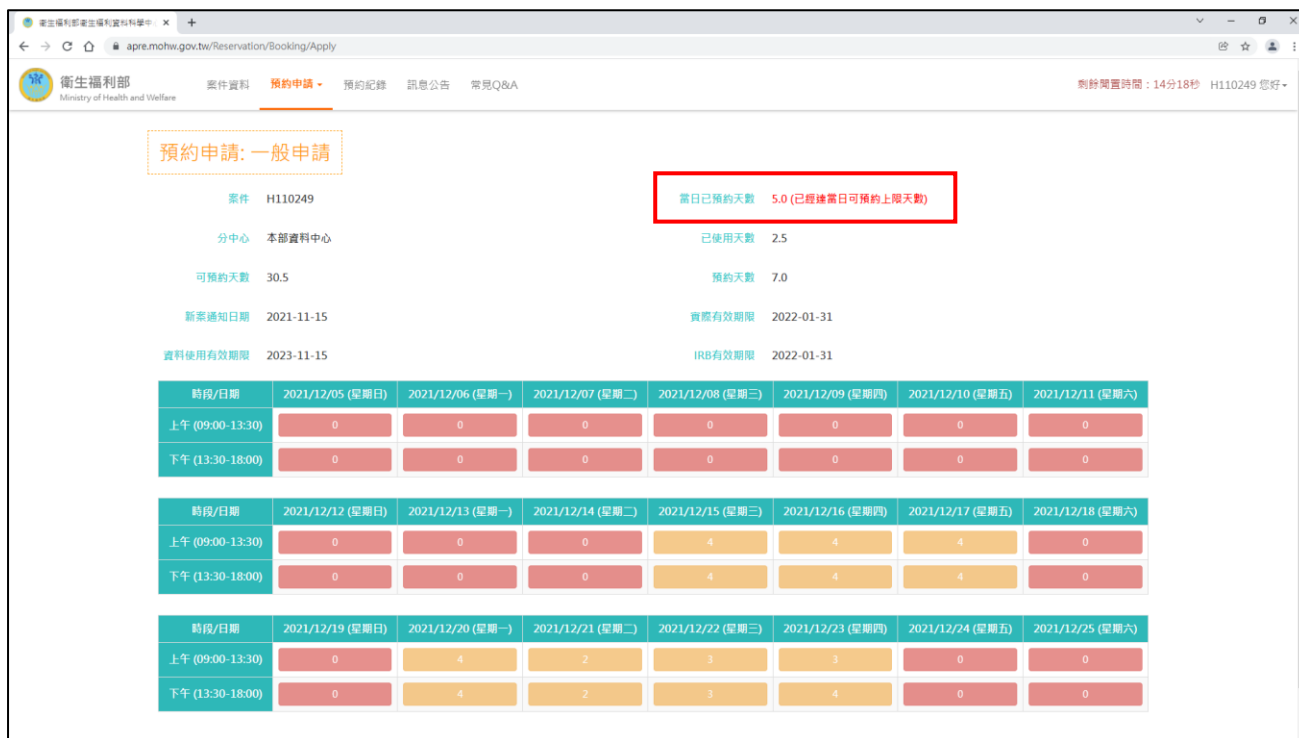 衛生福利部衛生福利資料科學中
apre.mohw.gov.tw/Reservation/Booking/Apply
衛生福利部
Ministry of Health and Welfare
案件資料 預約申請 預約紀錄 訊息公告 常見Q&A
剩餘閒置時間：14分18秒 H110249 您好
預約申請: 一般申請
案件 H110249 當日已預約天數 5.0 (已經達當日可預約上限天數)
分中心 本部資料中心 已使用天數 2.5
可預約天數 30.5 預約天數 7.0
新案通知日期 2021-11-15 實際有效期限 2022-01-31
資料使用有效期限 2023-11-15 IRB有效期限 2022-01-31
時段/日期 2021/12/05 (星期日) 2021/12/06 (星期一) 2021/12/07 (星期二) 2021/12/08 (星期三) 2021/12/09 (星期四) 2021/12/10 (星期五) 2021/12/11 (星期六)
上午 (09:00-13:30) 0 0 0 0 0 0 0
下午 (13:30-18:00) 0 0 0 0 0 0 0
時段/日期 2021/12/12 (星期日) 2021/12/13 (星期一) 2021/12/14 (星期二) 2021/12/15 (星期三) 2021/12/16 (星期四) 2021/12/17 (星期五) 2021/12/18 (星期六)
上午 (09:00-13:30) 0 0 0 4 4 4 0
下午 (13:30-18:00) 0 0 0 4 4 4 0
時段/日期 2021/12/19 (星期日) 2021/12/20 (星期一) 2021/12/21 (星期二) 2021/12/22 (星期三) 2021/12/23 (星期四) 2021/12/24 (星期五) 2021/12/25 (星期六)
上午 (09:00-13:30) 0 4 2 3 3 0 0
下午 (13:30-18:00) 0 4 2 3 4 0 0